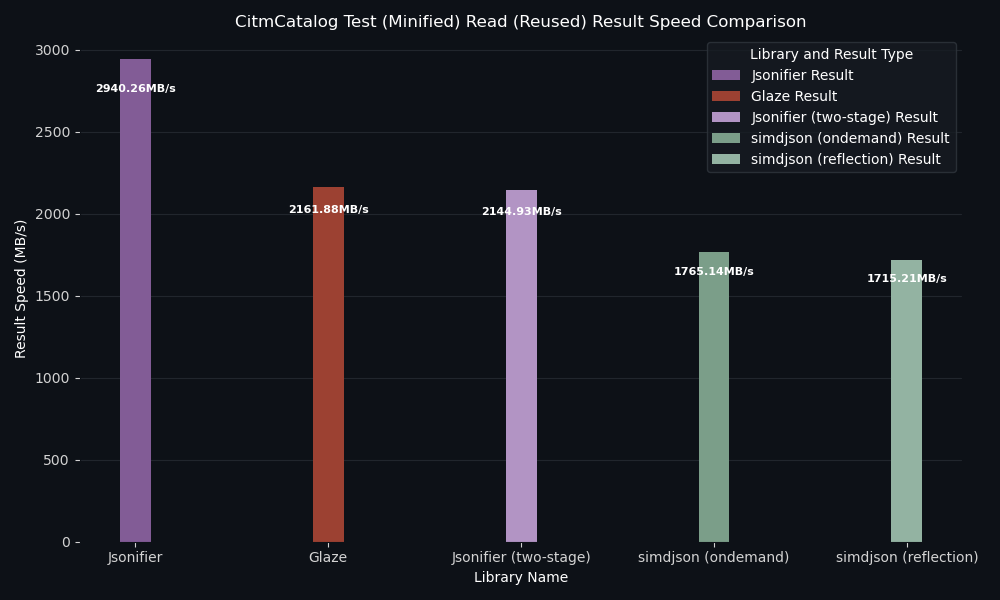 CitmCatalog Test (Minified) Read (Reused) Result Speed Comparison
Library and Result Type
Jsonifier Result
Glaze Result
Jsonifier (two-stage) Result
simdjson (ondemand) Result
simdjson (reflection) Result
Result Speed (MB/s)
3000
2500
2000
1500
1000
500
0
2940.26MB/s
2161.88MB/s
2144.93MB/s
1765.14MB/s
1715.21MB/s
Jsonifier
Glaze
Jsonifier (two-stage)
simdjson (ondemand)
simdjson (reflection)
Library Name